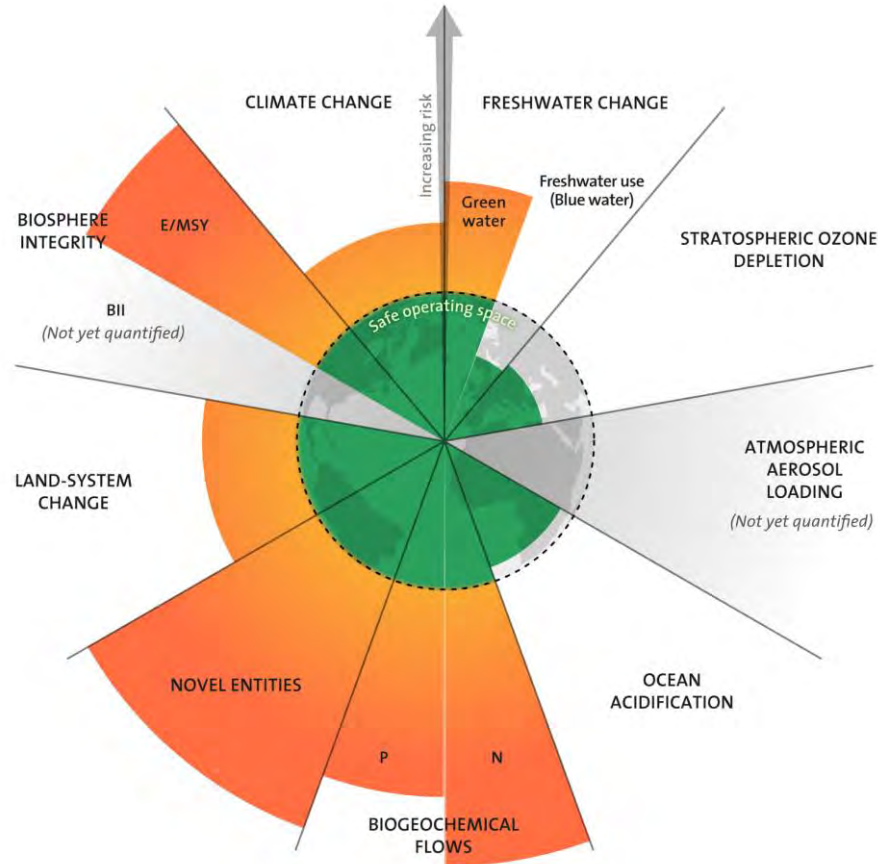 CLIMATE CHANGE
FRESHWATER CHANGE
Increasing risk
Freshwater use
(Blue water)
Green
water
E/MSY
BIOSPHERE
INTEGRITY
STRATOSPHERIC OZONE
DEPLETION
BII
(Not yet quantified)
Safe operating space
LAND-SYSTEM
CHANGE
ATMOSPHERIC
AEROSOL
LOADING
(Not yet quantified)
NOVEL ENTITIES
OCEAN
ACIDIFICATION
P
N
BIOGEOCHEMICAL
FLOWS